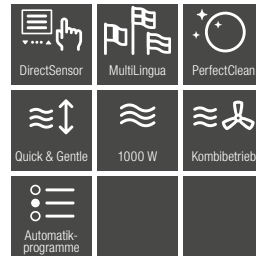 DirectSensor
MultiLingua
PerfectClean
Quick & Gentle
1000 W
Kombibetrieb
Automatik-
programme